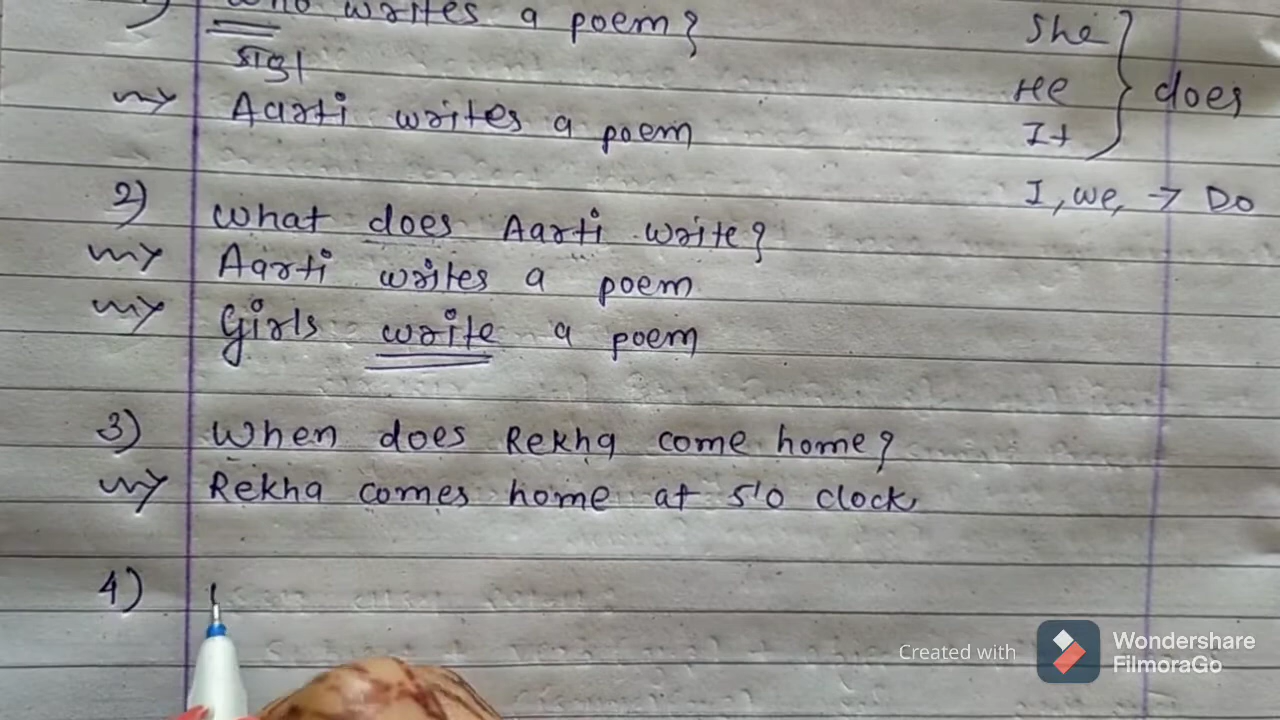 Who writes a poem?
Aarti writes a poem
She
He
It
does
I, we, → Do
2) What does Aarti write?
Aarti writes a poem
Girls write a poem
3) When does Rekha come home?
Rekha comes home at 5'0 clock
4)
Created with Wondershare FilmoraGo